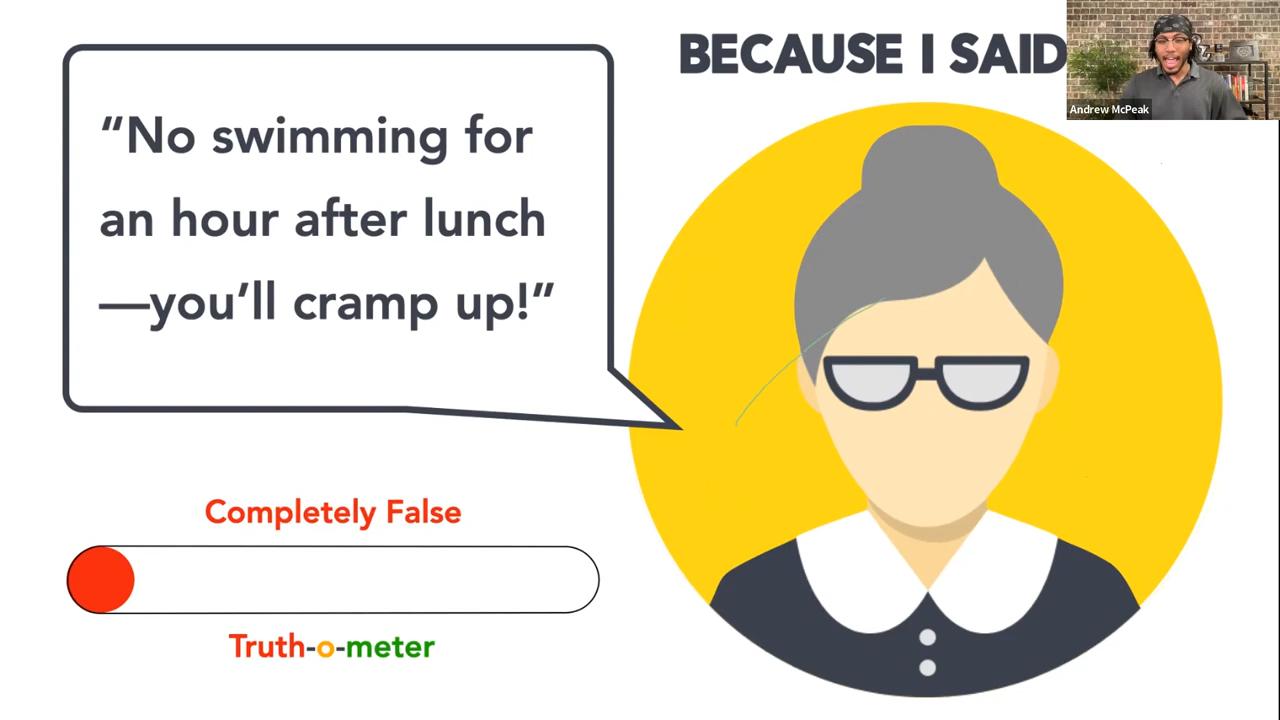 BECAUSE I SAID
Andrew McPeak
“No swimming for
an hour after lunch
—you’ll cramp up!”
Completely False
Truth-o-meter